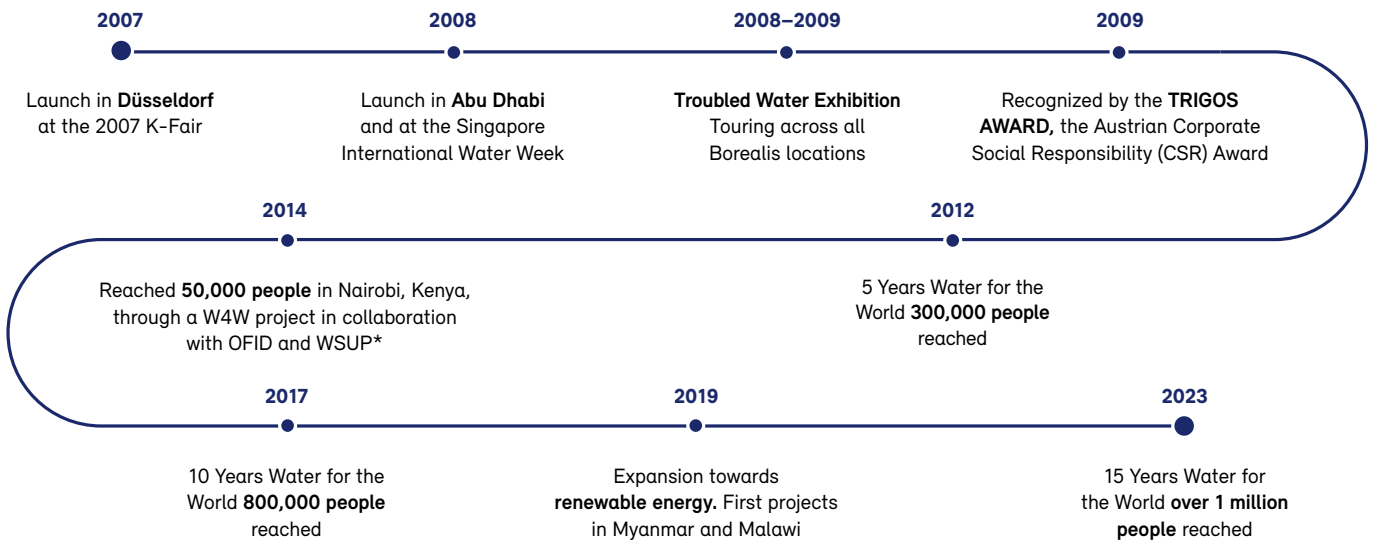 2007
Launch in Düsseldorf
at the 2007 K-Fair
2008
Launch in Abu Dhabi
and at the Singapore
International Water Week
2008–2009
Troubled Water Exhibition
Touring across all
Borealis locations
2009
Recognized by the TRIGOS
AWARD, the Austrian Corporate
Social Responsibility (CSR) Award
2012
5 Years Water for the
World 300,000 people
reached
2014
Reached 50,000 people in Nairobi, Kenya,
through a W4W project in collaboration
with OFID and WSUP*
2017
10 Years Water for the
World 800,000 people
reached
2019
Expansion towards
renewable energy. First projects
in Myanmar and Malawi
2023
15 Years Water for
the World over 1 million
people reached